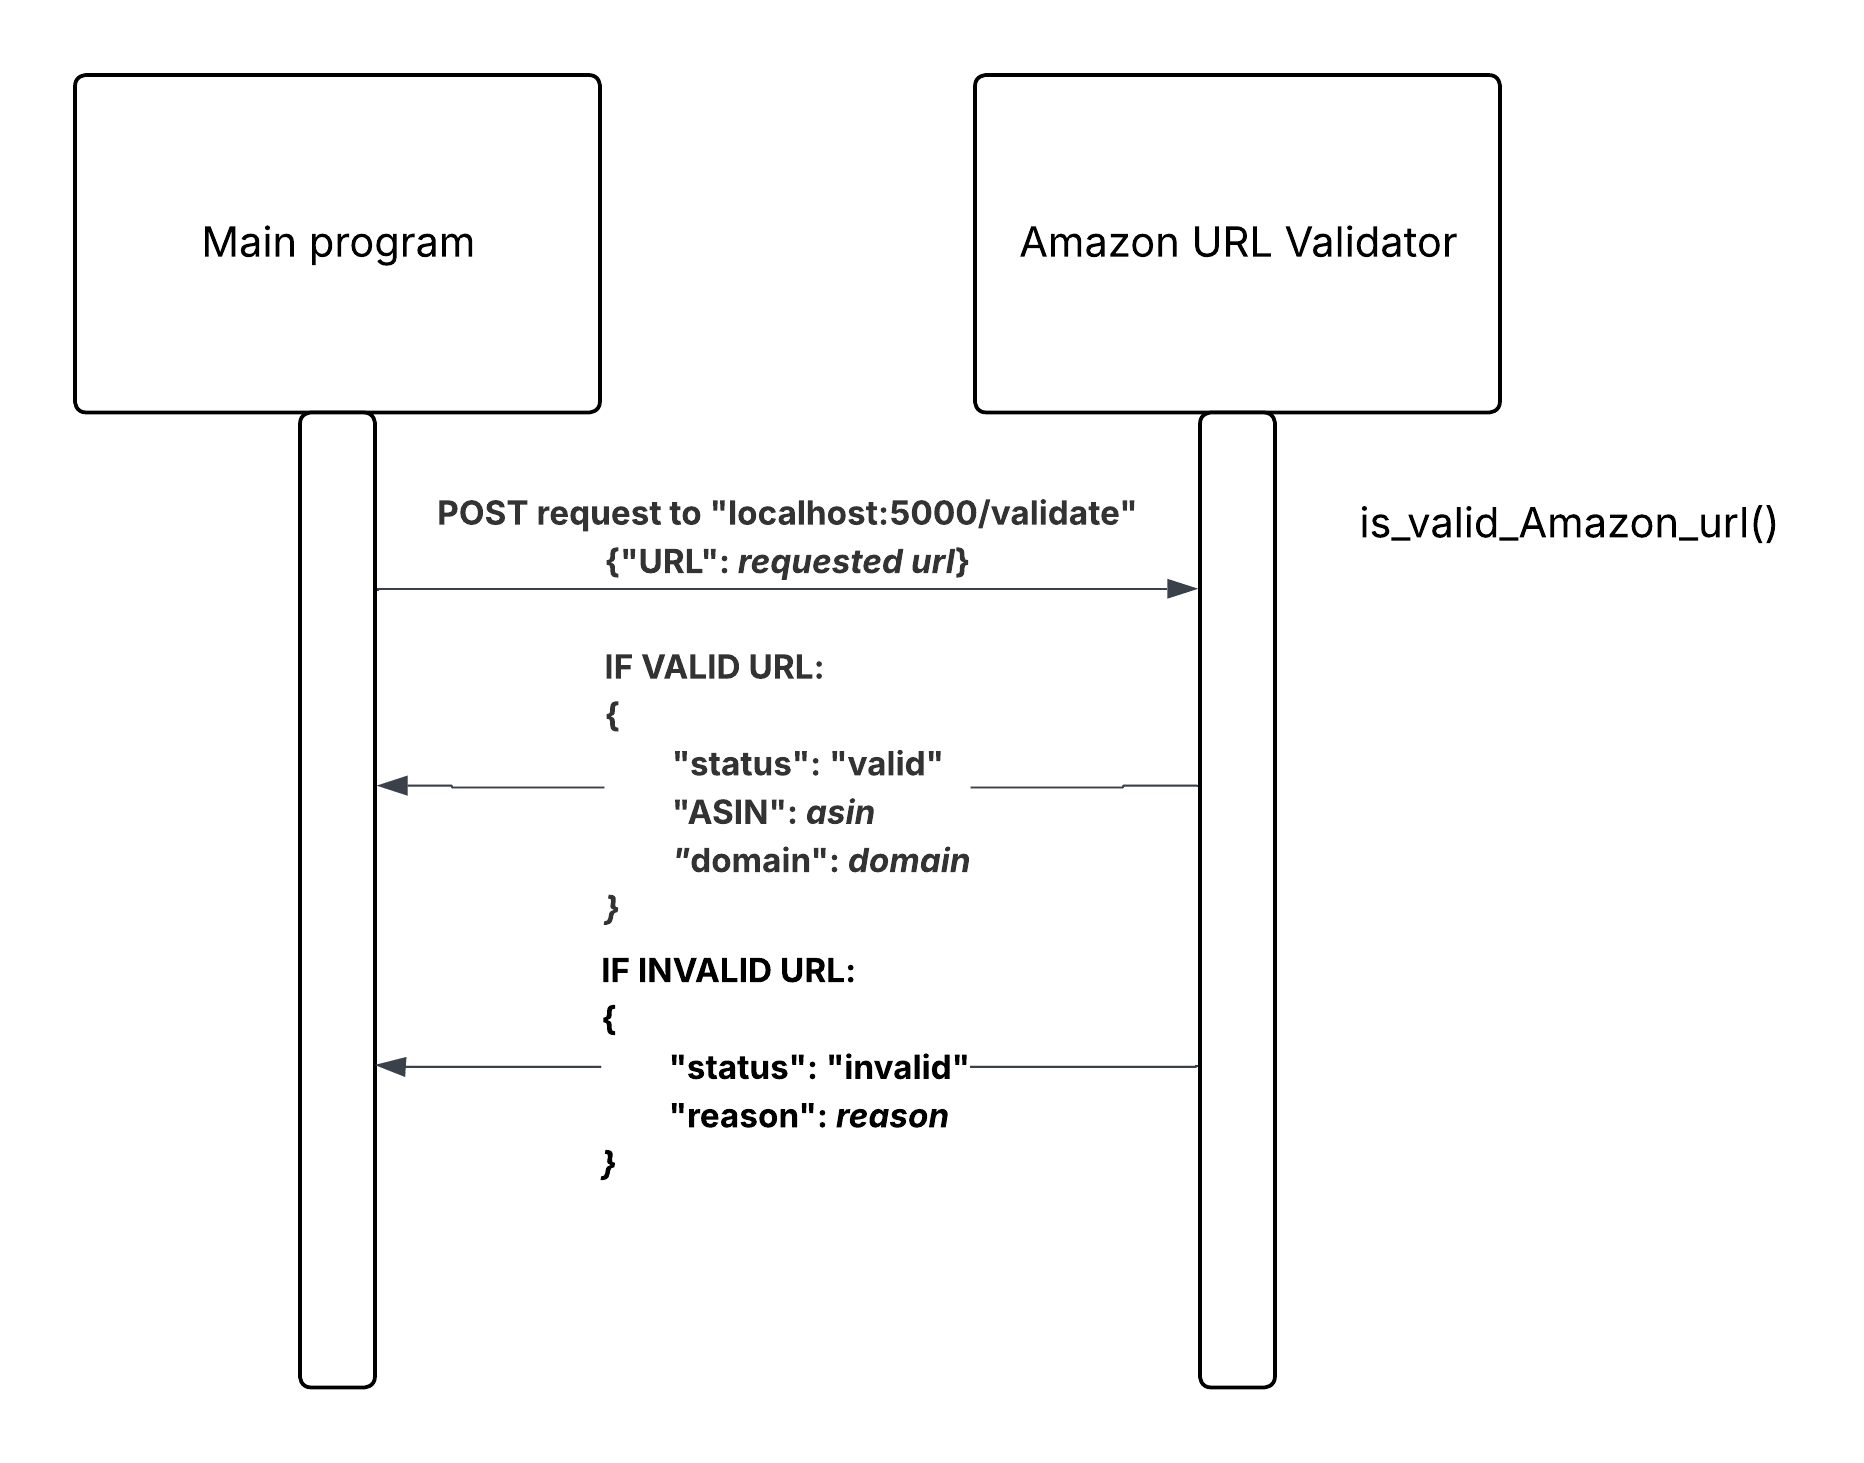 Main program
Amazon URL Validator
POST request to "localhost:5000/validate"
{"URL": requested url}
is_valid_Amazon_url()
IF VALID URL:
{
"status": "valid"
"ASIN": asin
"domain": domain
}
IF INVALID URL:
{
"status": "invalid"
"reason": reason
}